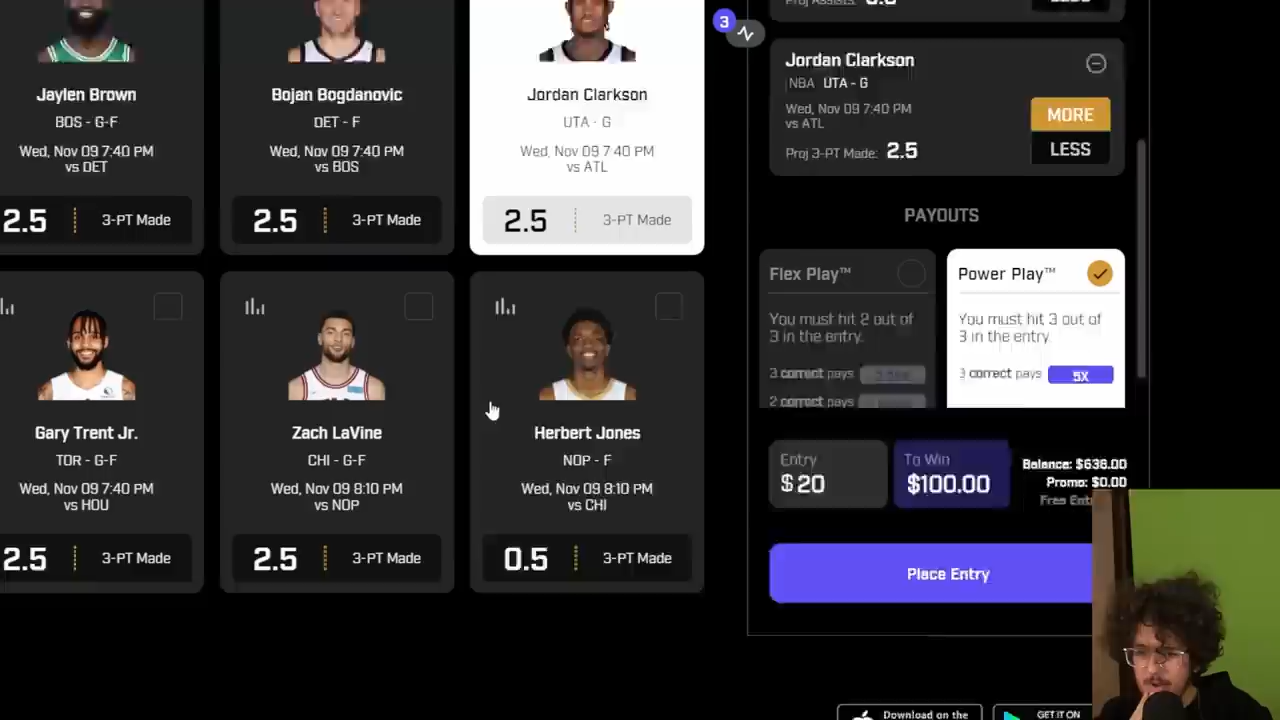 Jaylen Brown
BOS - G-F
Wed, Nov 09 7:40 PM
vs DET
2.5 3-PT Made
Bojan Bogdanovic
DET - F
Wed, Nov 09 7:40 PM
vs BOS
2.5 3-PT Made
Jordan Clarkson
UTA - G
Wed, Nov 09 7:40 PM
vs ATL
2.5 3-PT Made
Gary Trent Jr.
TOR - G-F
Wed, Nov 09 7:40 PM
vs HOU
2.5 3-PT Made
Zach LaVine
CHI - G-F
Wed, Nov 09 8:10 PM
vs NOP
2.5 3-PT Made
Herbert Jones
NOP - F
Wed, Nov 09 8:10 PM
vs CHI
0.5 3-PT Made
3
Proj Assists:
Jordan Clarkson
NBA UTA - G
Wed, Nov 09 7:40 PM
vs ATL
Proj 3-PT Made: 2.5
MORE
LESS
PAYOUTS
Flex Play™
You must hit 2 out of
3 in the entry.
3 correct pays
2 correct pays
Power Play™
You must hit 3 out of
3 in the entry.
3 correct pays 5X
Entry
$20
To Win
$100.00
Balance: $638.00
Promo: $0.00
Free
Place Entry
Download on the
GET IT ON